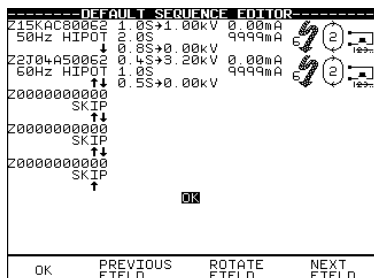 DEFAULT SEQUENCE EDITOR
Z15KAC80062 1.0S→1.00kV 0.00mA
50Hz HIPOT 2.0S 9999mA
↓ 0.8S→0.00kV
Z2J04A50062 0.4S→3.20kV 0.00mA
60Hz HIPOT 1.0S 9999mA
↑↓ 0.5S→0.00kV
Z0000000000
SKIP
↑↓
Z0000000000
SKIP
↑↓
Z0000000000
SKIP
↑
OK
OK PREVIOUS FIELD ROTATE FIELD NEXT FIELD